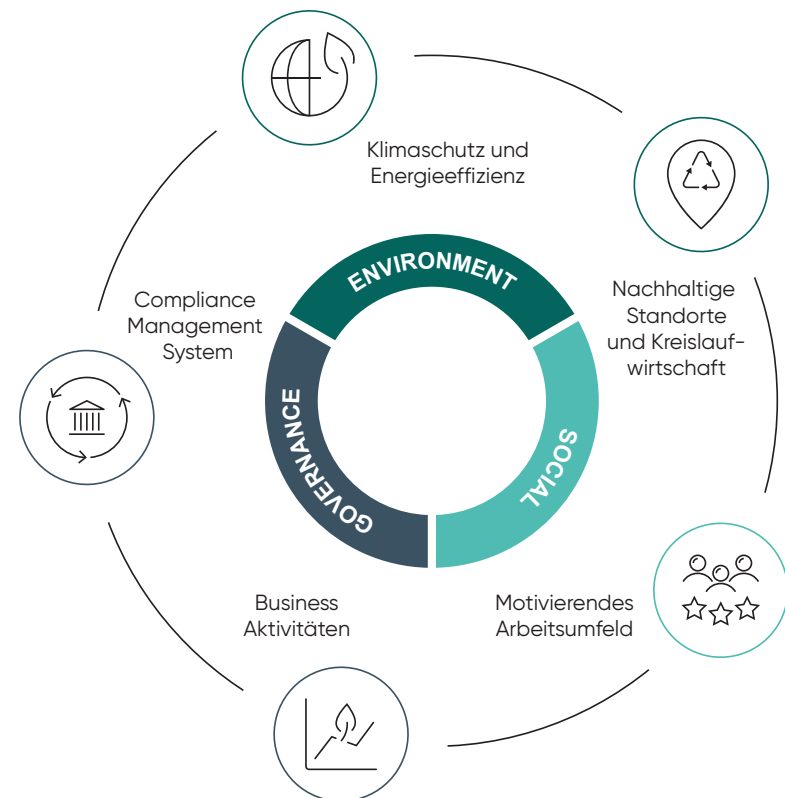 Klimaschutz und
Energieeffizienz
ENVIRONMENT
Nachhaltige
Standorte
und Kreislauf-
wirtschaft
Compliance
Management
System
GOVERNANCE
SOCIAL
Business
Aktivitäten
Motivierendes
Arbeitsumfeld